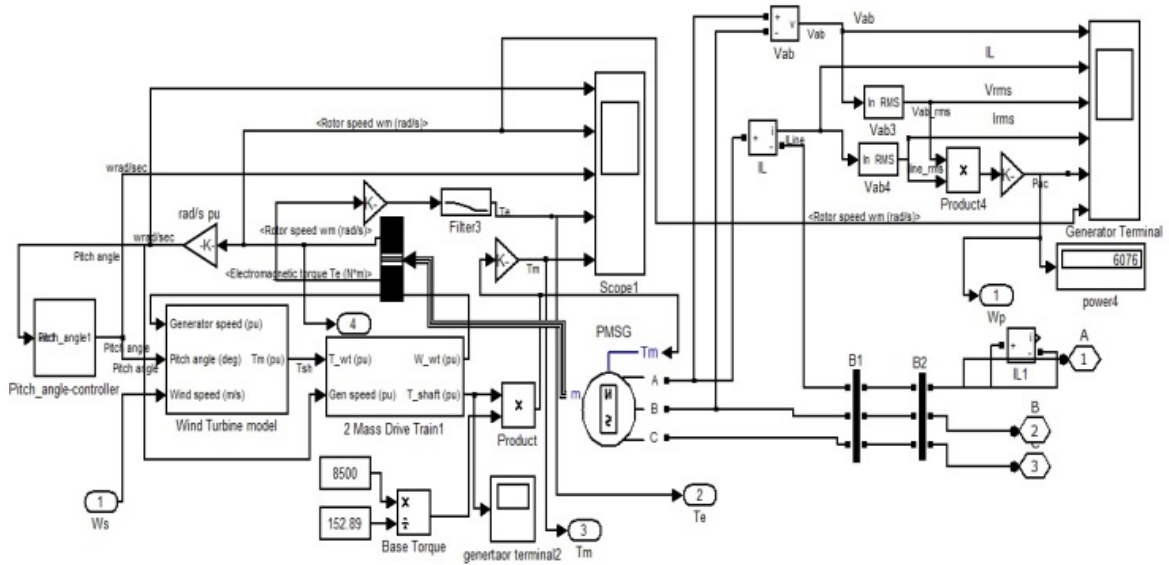 Vab
+
-
v
Vab
Vab
IL
In RMS
Vab3
Vrms
Vab_rms
Irms
<Rotor speed wm (rad/s)>
+
i
-
ILine
IL
In RMS
Vab4
line_rms
x
Product4
K-
Pac
wrad/sec
K-
Filter3
Te
<Rotor speed wm (rad/s)>
Generator Terminal
rad/s pu
-K-
<Rotor speed wm (rad/s)>
wrad/sec
Pitch angle
<Electromagnetic torque Te (N*m)>
K-
Tm
Scope1
6076
power4
1
Wp
Pitch_angle1
Pitch angle
Pitch angle
Pitch_angle-controller
Generator speed (pu)
Pitch angle (deg)
Tm (pu)
Wind speed (m/s)
Wind Turbine model
Tsh
4
T_wt (pu)
W_wt (pu)
Gen speed (pu)
T_shaft (pu)
2 Mass Drive Train1
x
Product
PMSG
Tm
m
N
S
A
B
C
B1
B2
+
i
-
IL1
A
1
B
2
C
3
1
Ws
8500
152.89
x
÷
Base Torque
genertaor terminal2
3
Tm
2
Te